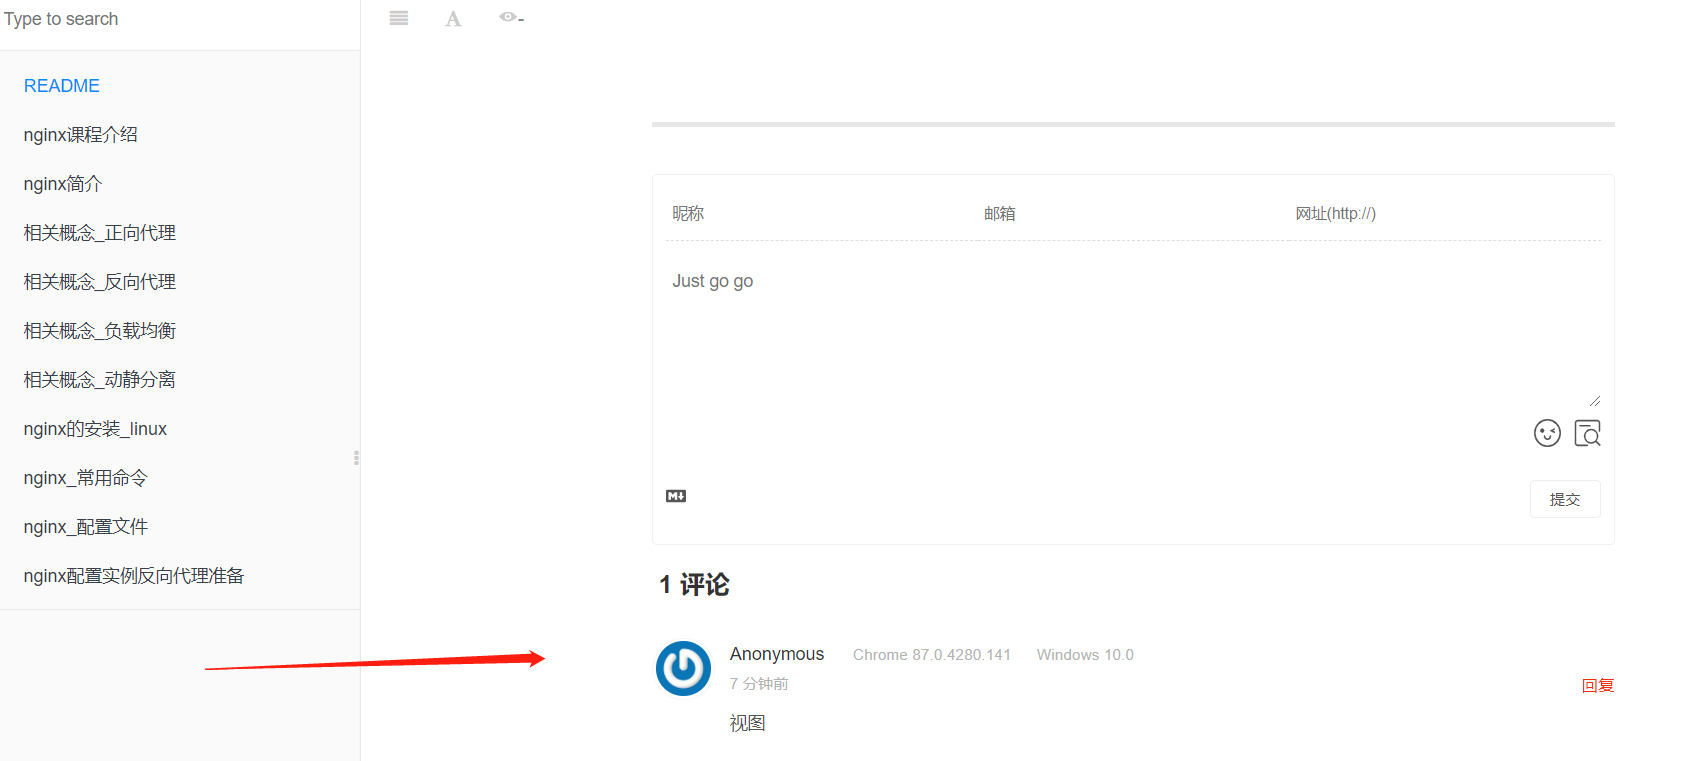 Type to search
A
README
nginx课程介绍
nginx简介
相关概念_正向代理
相关概念_反向代理
相关概念_负载均衡
相关概念_动静分离
nginx的安装_linux
nginx_常用命令
nginx_配置文件
nginx配置实例反向代理准备
昵称 邮箱 网址(http://)
Just go go
M
提交
1 评论
Anonymous Chrome 87.0.4280.141 Windows 10.0
7 分钟前
回复
视图